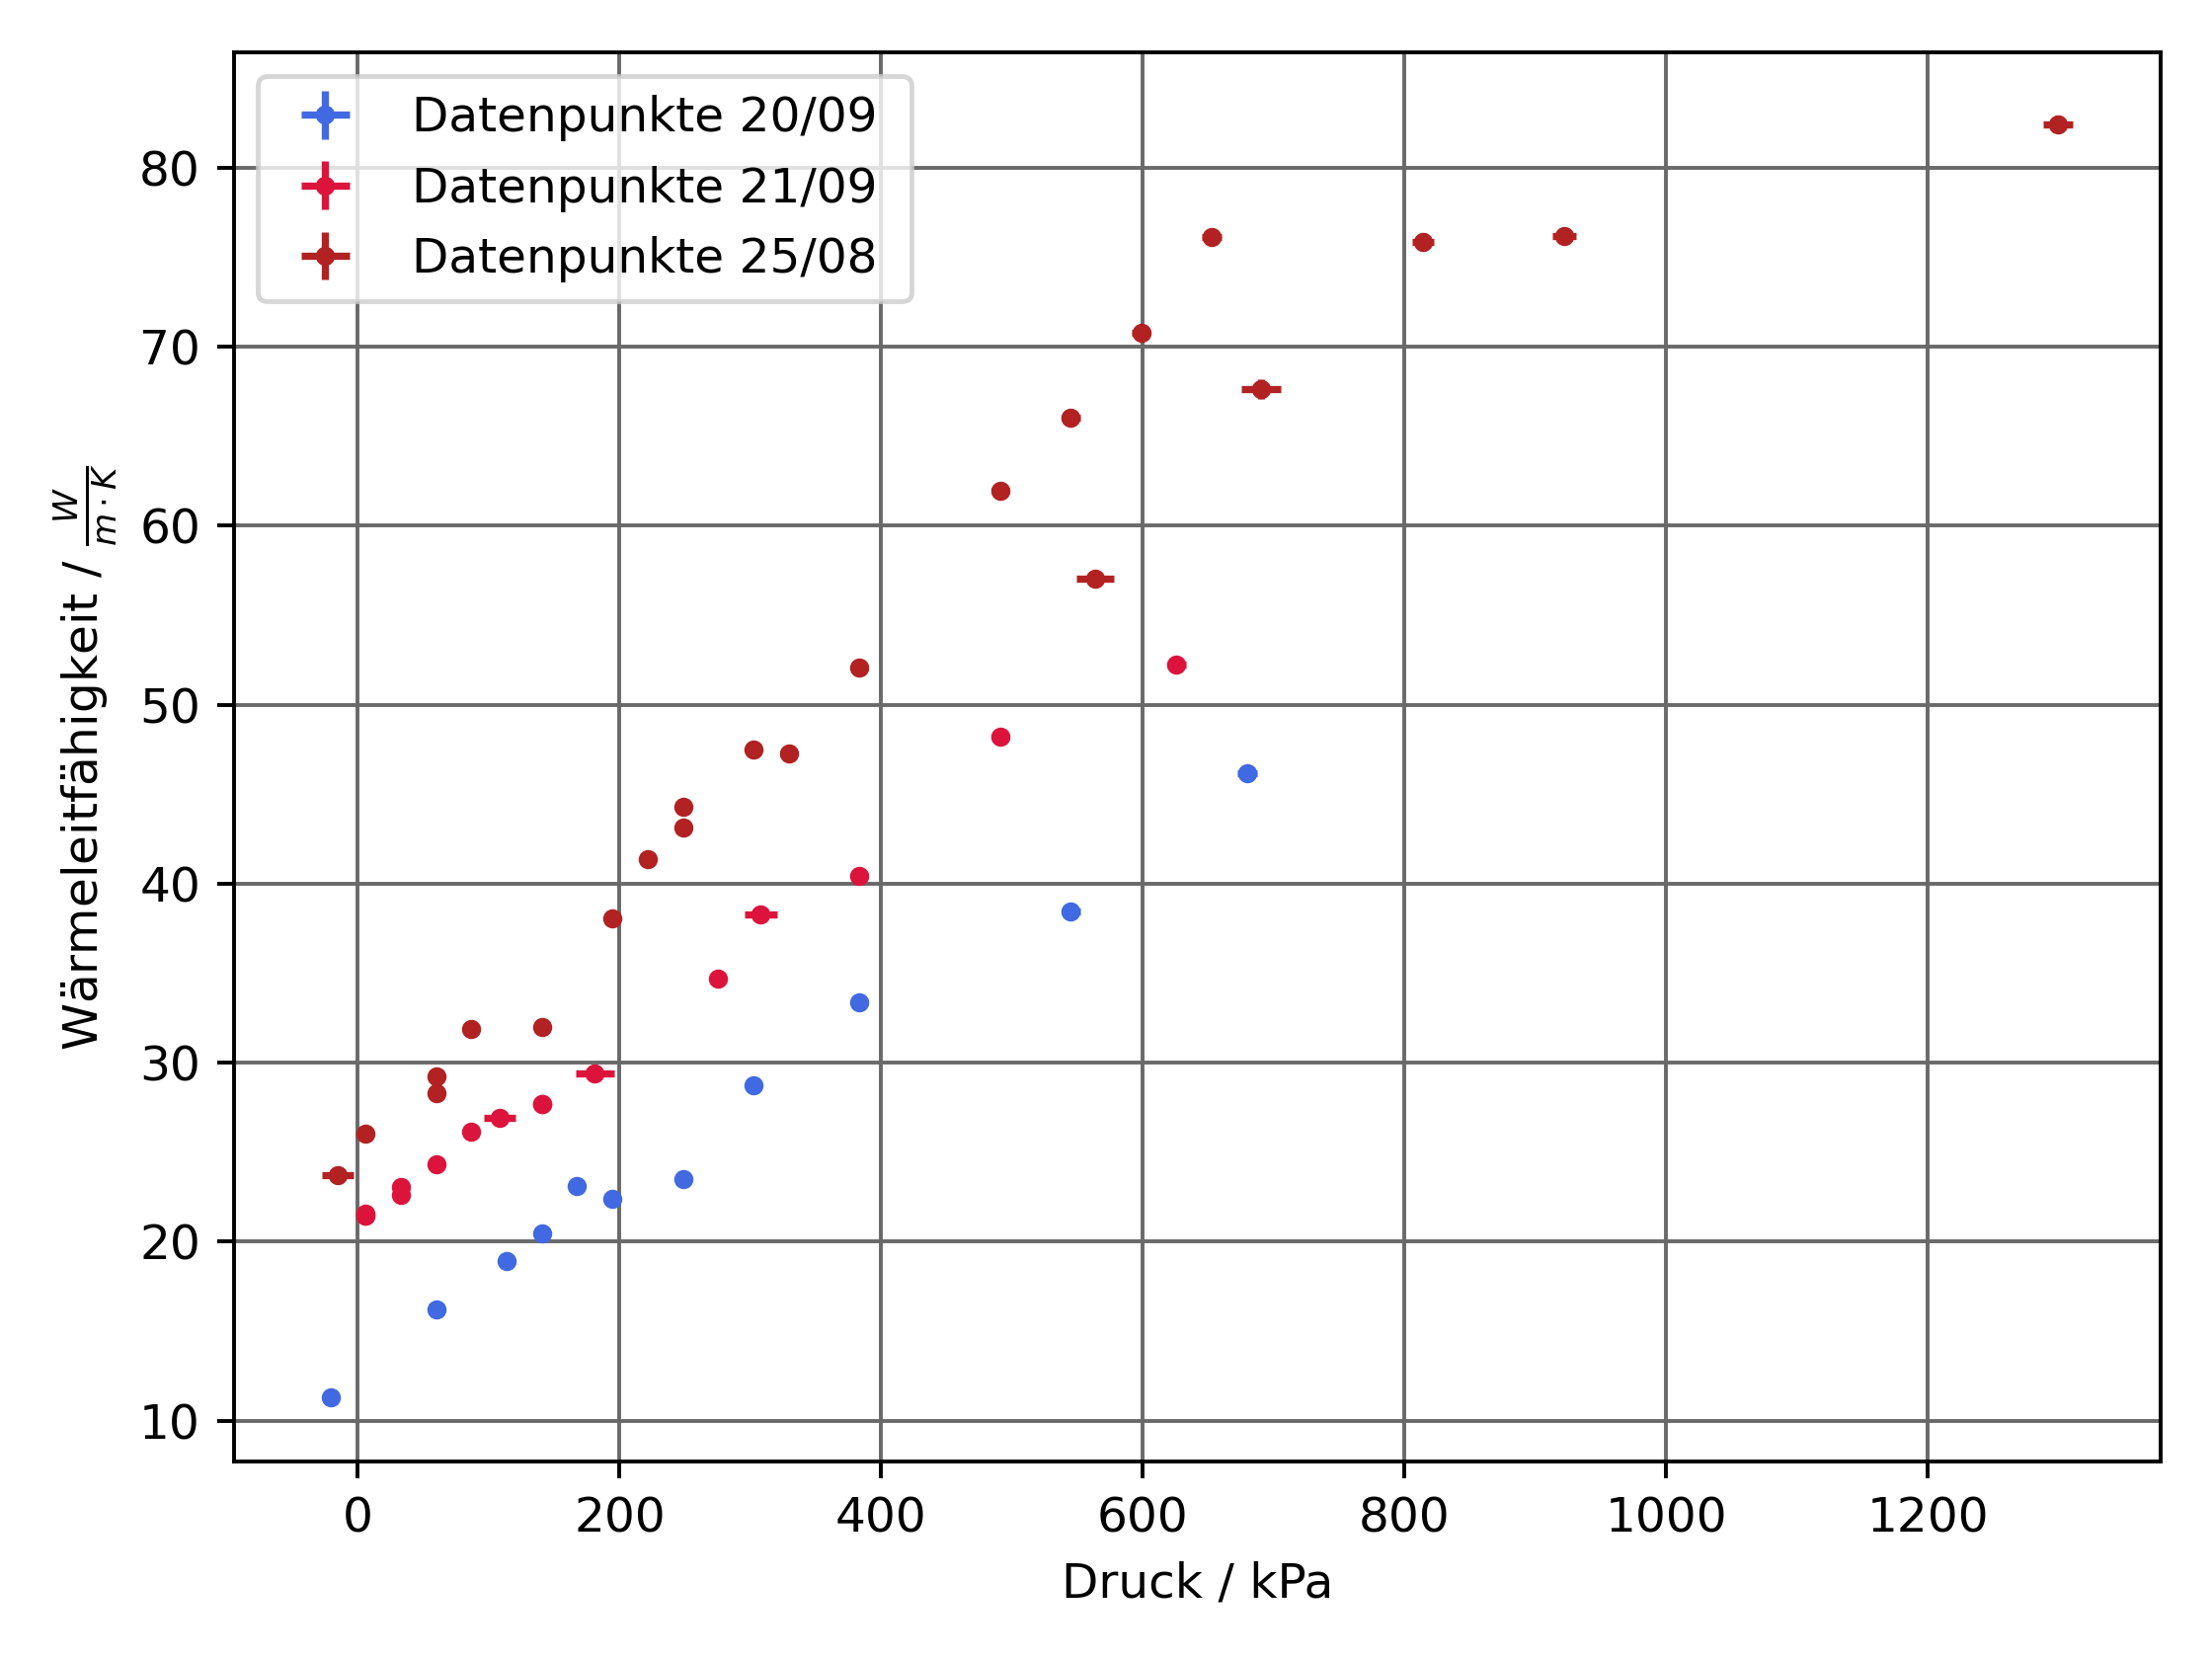 Datenpunkte 20/09
Datenpunkte 21/09
Datenpunkte 25/08
80
70
60
50
40
30
20
10
Wärmeleitfähigkeit / W/m·K
0 200 400 600 800 1000 1200
Druck / kPa